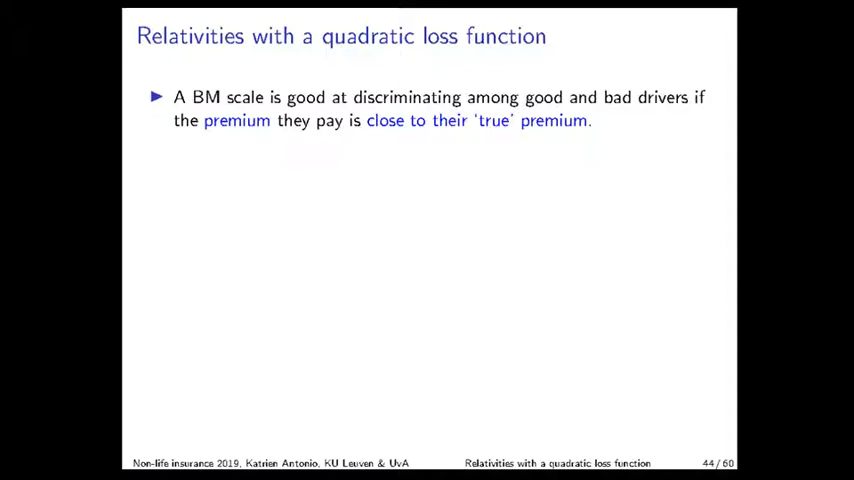 Relativities with a quadratic loss function
A BM scale is good at discriminating among good and bad drivers if
the premium they pay is close to their ‘true’ premium.
Non-life insurance 2019, Katrien Antonio, KU Leuven & UvA Relativities with a quadratic loss function 44 / 60